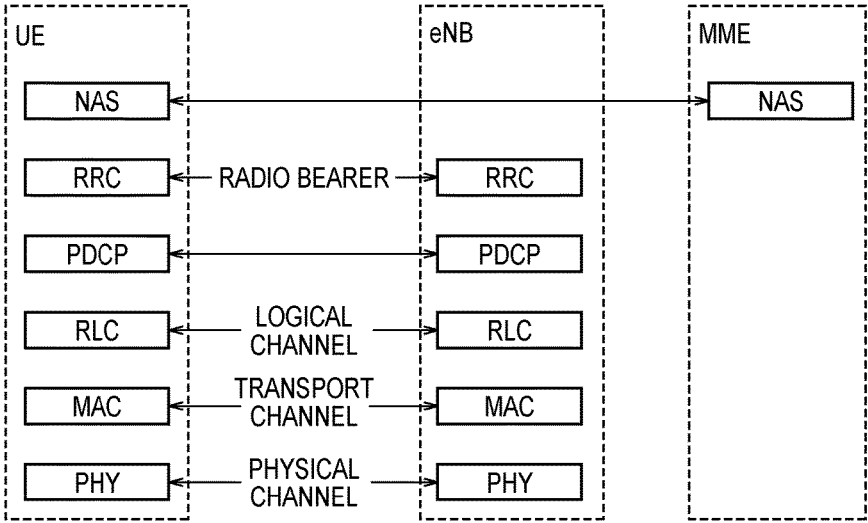 UE
eNB
MME
NAS
NAS
RRC
RADIO BEARER
RRC
PDCP
PDCP
RLC
LOGICAL
CHANNEL
RLC
MAC
TRANSPORT
CHANNEL
MAC
PHY
PHYSICAL
CHANNEL
PHY